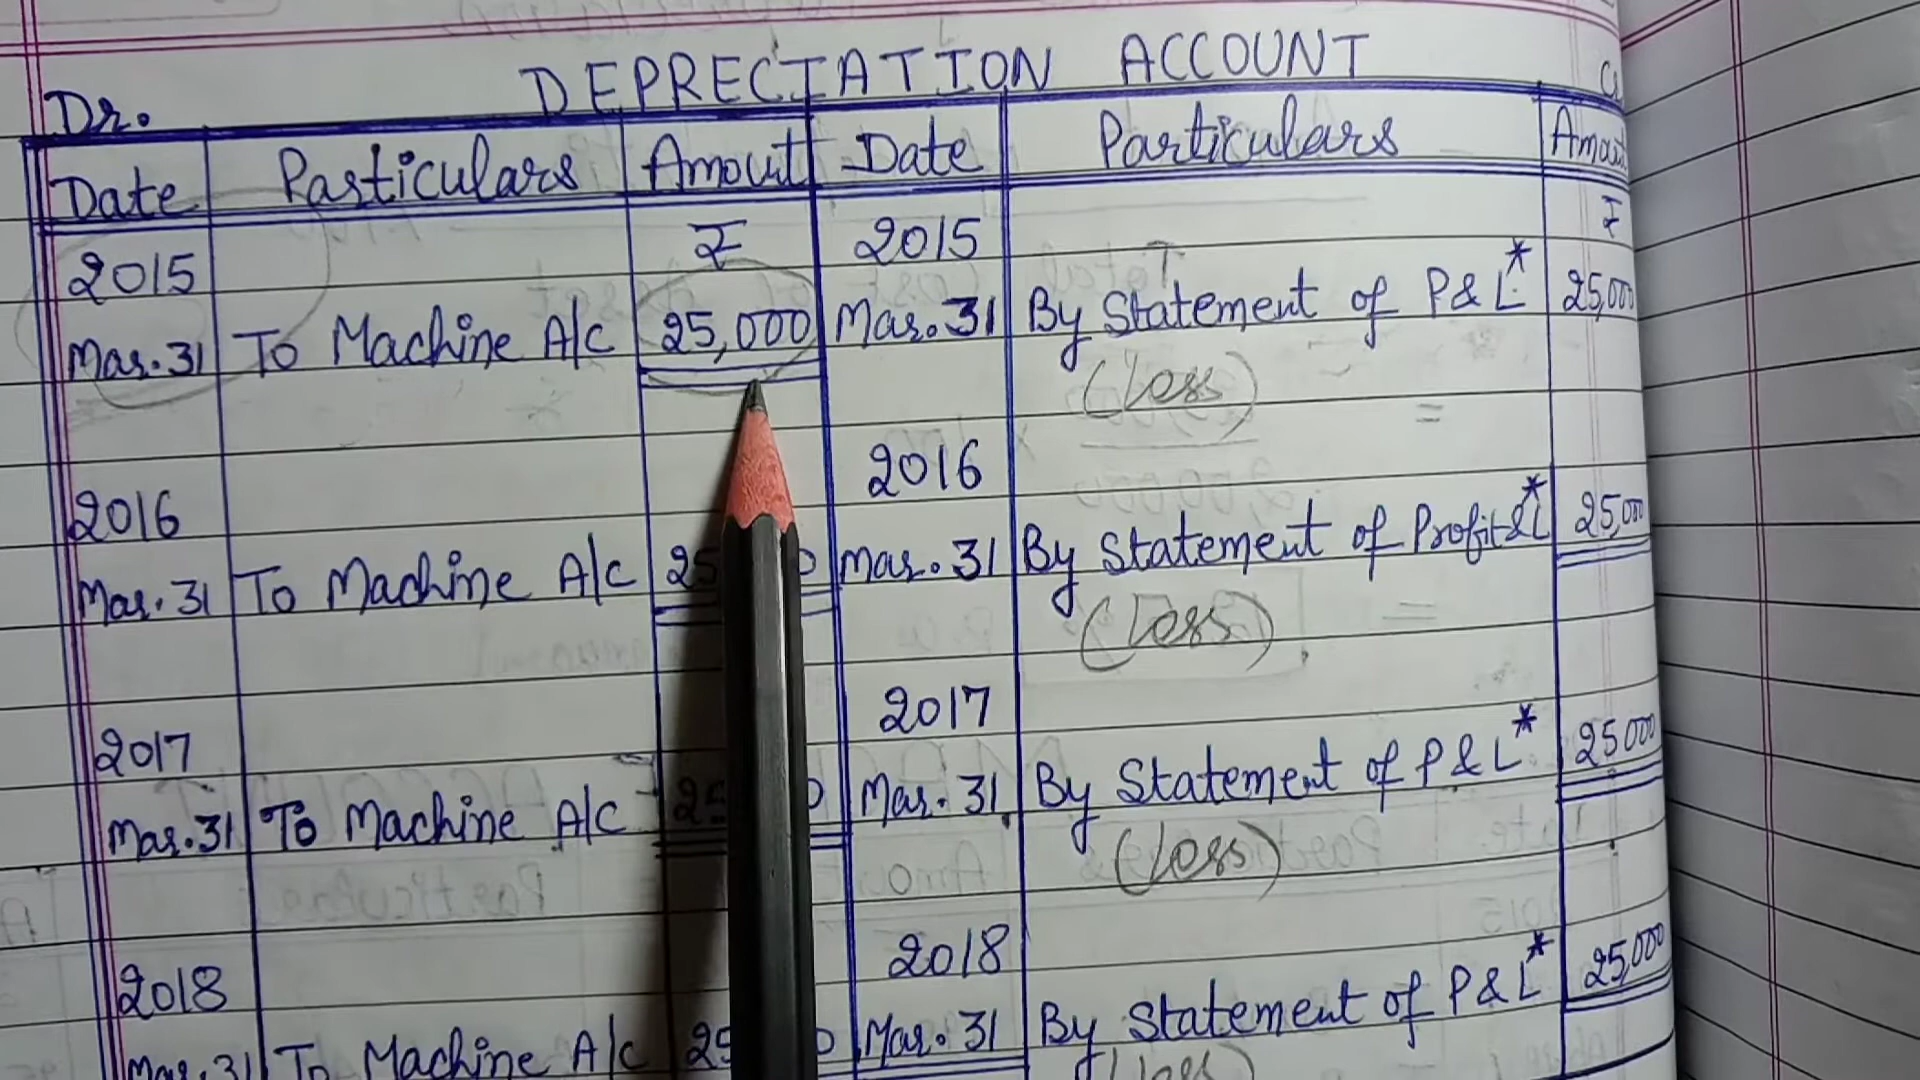 DEPRECIATION ACCOUNT
Dr.
Date Particulars Amoutt Date Particulars
₹ ₹
2015 2015
Mar. 31 To Machine A/c 25,000 Mar. 31 By Statement of P & L* 25,000
(Loss)
2016 2016
Mar. 31 To Machine A/c Mar. 31 By Statement of Profit & L* 25,000
(Loss)
2017 2017
Mar. 31 To Machine A/c Mar. 31 By Statement of P & L* 25000
(Loss)
2018 2018
Mar. 31 To Machine A/c Mar. 31 By Statement of P & L* 25,000
(Loss)